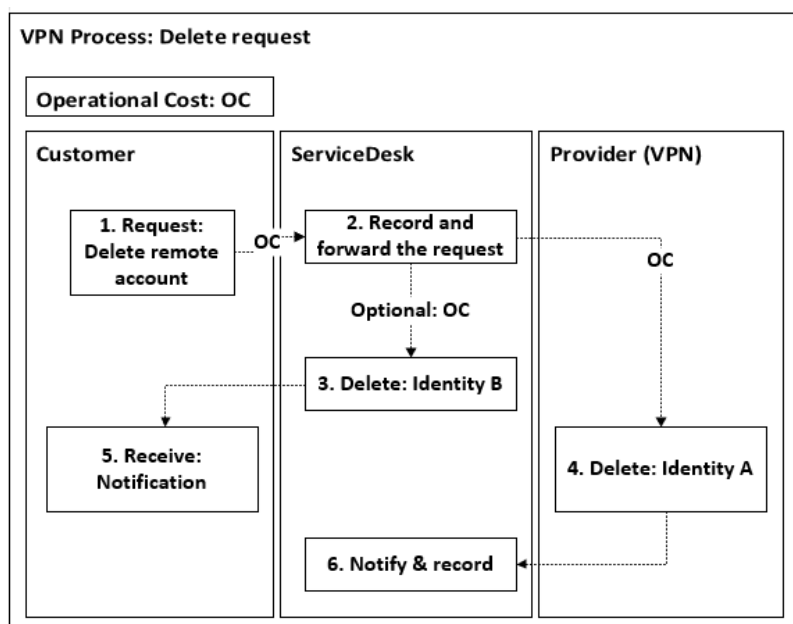 VPN Process: Delete request
Operational Cost: OC
Customer
ServiceDesk
Provider (VPN)
1. Request:
Delete remote
account
OC
2. Record and
forward the request
OC
Optional: OC
3. Delete: Identity B
5. Receive:
Notification
4. Delete: Identity A
6. Notify & record